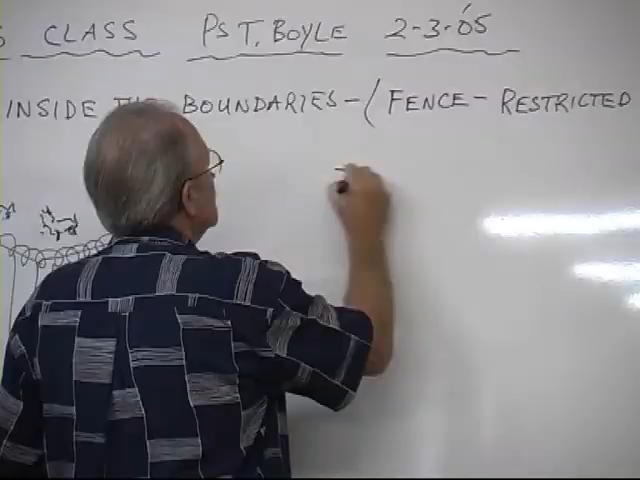 S CLASS PS T. BOYLE 2-3-05
INSIDE THE BOUNDARIES - ( FENCE - RESTRICTED